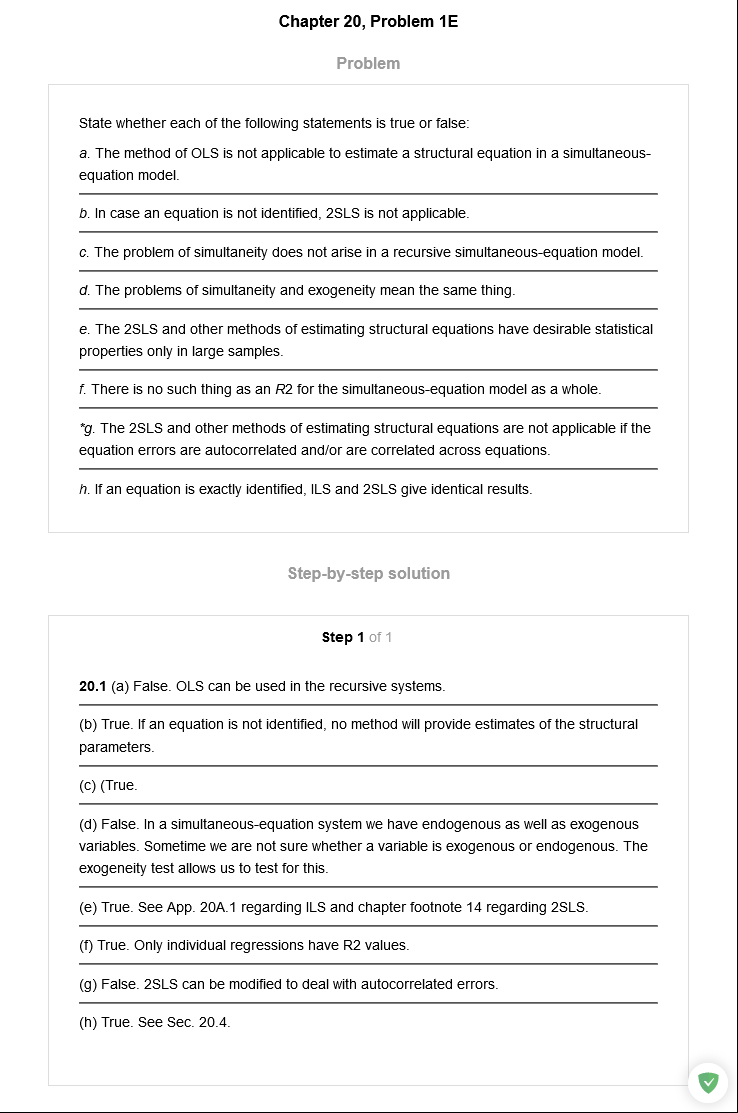 Chapter 20, Problem 1E
Problem
State whether each of the following statements is true or false:
a. The method of OLS is not applicable to estimate a structural equation in a simultaneous-
equation model.
b. In case an equation is not identified, 2SLS is not applicable.
c. The problem of simultaneity does not arise in a recursive simultaneous-equation model.
d. The problems of simultaneity and exogeneity mean the same thing.
e. The 2SLS and other methods of estimating structural equations have desirable statistical
properties only in large samples.
f. There is no such thing as an R2 for the simultaneous-equation model as a whole.
*g. The 2SLS and other methods of estimating structural equations are not applicable if the
equation errors are autocorrelated and/or are correlated across equations.
h. If an equation is exactly identified, ILS and 2SLS give identical results.
Step-by-step solution
Step 1 of 1
20.1 (a) False. OLS can be used in the recursive systems.
(b) True. If an equation is not identified, no method will provide estimates of the structural
parameters.
(c) (True.
(d) False. In a simultaneous-equation system we have endogenous as well as exogenous
variables. Sometime we are not sure whether a variable is exogenous or endogenous. The
exogeneity test allows us to test for this.
(e) True. See App. 20A.1 regarding ILS and chapter footnote 14 regarding 2SLS.
(f) True. Only individual regressions have R2 values.
(g) False. 2SLS can be modified to deal with autocorrelated errors.
(h) True. See Sec. 20.4.